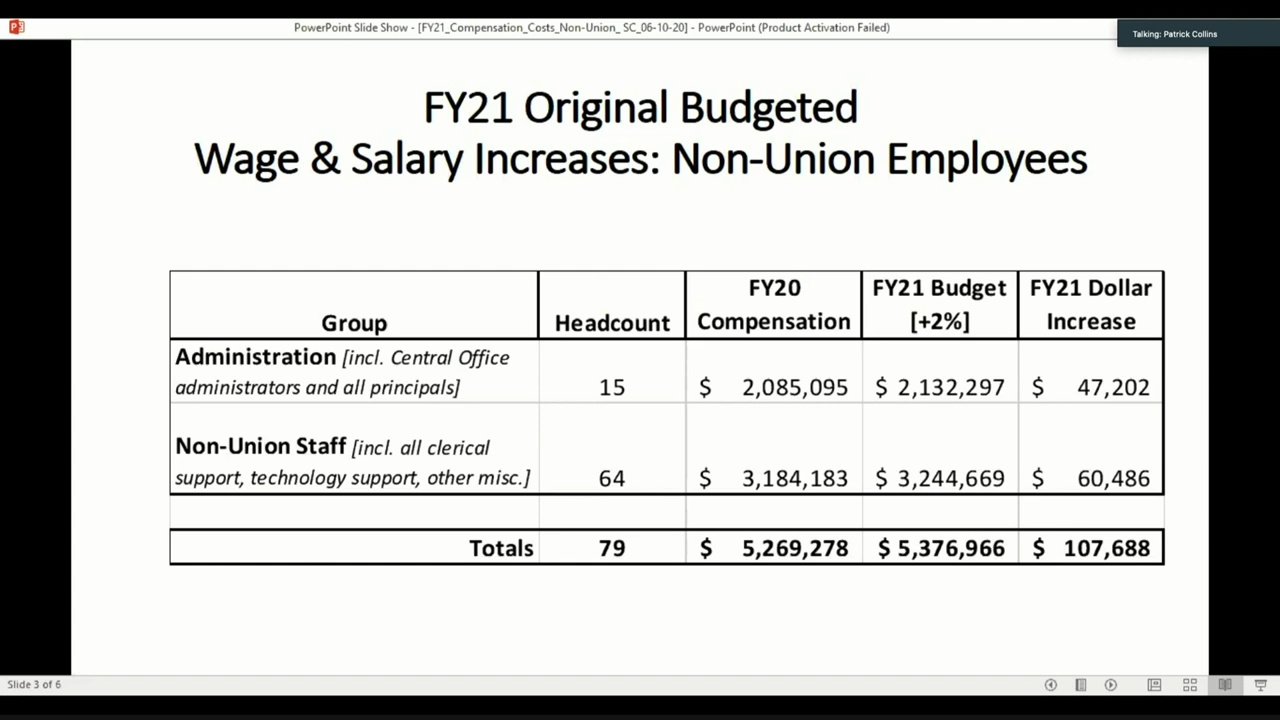 PowerPoint Slide Show - [FY21_Compensation_Costs_Non-Union_ SC_06-10-20] - PowerPoint (Product Activation Failed)
Talking: Patrick Collins
FY21 Original Budgeted
Wage & Salary Increases: Non-Union Employees
Group Headcount FY20 Compensation FY21 Budget [+2%] FY21 Dollar Increase
Administration [incl. Central Office
administrators and all principals] 15 $ 2,085,095 $ 2,132,297 $ 47,202
Non-Union Staff [incl. all clerical
support, technology support, other misc.] 64 $ 3,184,183 $ 3,244,669 $ 60,486
Totals 79 $ 5,269,278 $ 5,376,966 $ 107,688
Slide 3 of 6